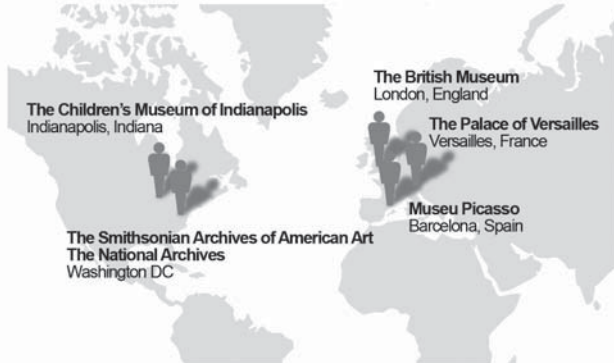 The British Museum
London, England
The Children's Museum of Indianapolis
Indianapolis, Indiana
The Palace of Versailles
Versailles, France
Museu Picasso
Barcelona, Spain
The Smithsonian Archives of American Art
The National Archives
Washington DC